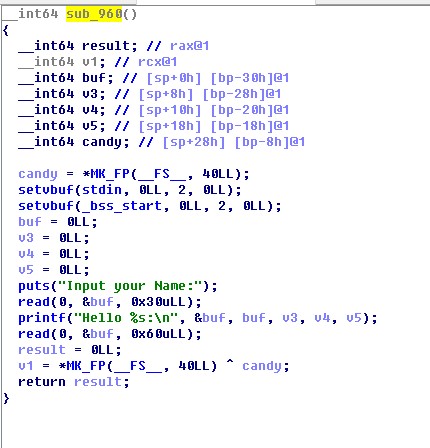 __int64 sub_960()
{
__int64 result; // rax@1
__int64 v1; // rcx@1
__int64 buf; // [sp+0h] [bp-30h]@1
__int64 v3; // [sp+8h] [bp-28h]@1
__int64 v4; // [sp+10h] [bp-20h]@1
__int64 v5; // [sp+18h] [bp-18h]@1
__int64 candy; // [sp+28h] [bp-8h]@1
candy = *MK_FP(__FS__, 40LL);
setvbuf(stdin, 0LL, 2, 0LL);
setvbuf(_bss_start, 0LL, 2, 0LL);
buf = 0LL;
v3 = 0LL;
v4 = 0LL;
v5 = 0LL;
puts("Input your Name:");
read(0, &buf, 0x30uLL);
printf("Hello %s:\n", &buf, buf, v3, v4, v5);
read(0, &buf, 0x60uLL);
result = 0LL;
v1 = *MK_FP(__FS__, 40LL) ^ candy;
return result;
}